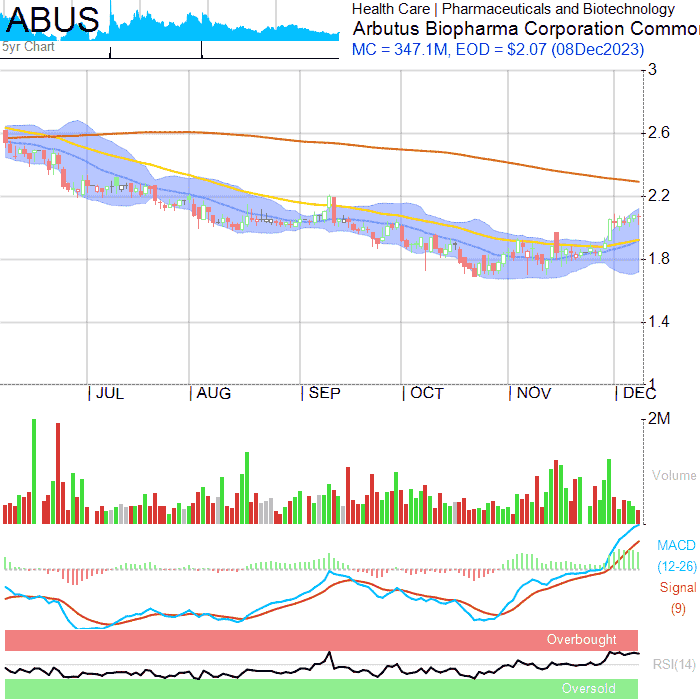 ABUS
5yr Chart
Health Care | Pharmaceuticals and Biotechnology
Arbutus Biopharma Corporation Common
MC = 347.1M, EOD = $2.07 (08Dec2023)
3
2.6
2.2
1.8
1.4
1
JUL AUG SEP OCT NOV DEC
2M
Volume
MACD
(12-26)
Signal
(9)
Overbought
RSI(14)
Oversold